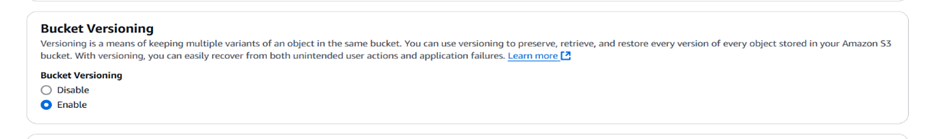 Bucket Versioning
Versioning is a means of keeping multiple variants of an object in the same bucket. You can use versioning to preserve, retrieve, and restore every version of every object stored in your Amazon S3
bucket. With versioning, you can easily recover from both unintended user actions and application failures. Learn more
Bucket Versioning
Disable
Enable